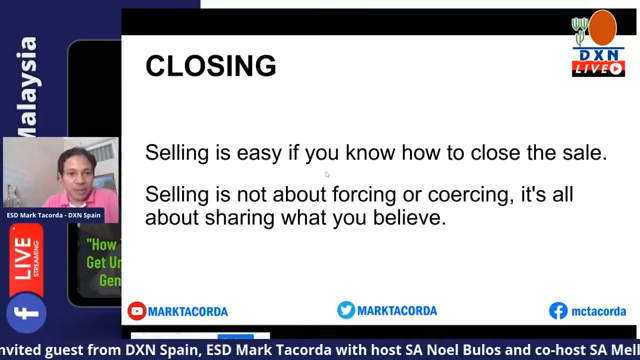 Malaysia
CLOSING
DXN
LIVE
Selling is easy if you know how to close the sale.
Selling is not about forcing or coercing, it's all
about sharing what you believe.
ESD Mark Tacorda - DXN Spain
LIVE
STREAMING
"How
Get Un
Gen
MARKTACORDA
MARKTACORDA
mctacorda
nvited guest from DXN Spain, ESD Mark Tacorda with host SA Noel Bulos and co-host SA Mell